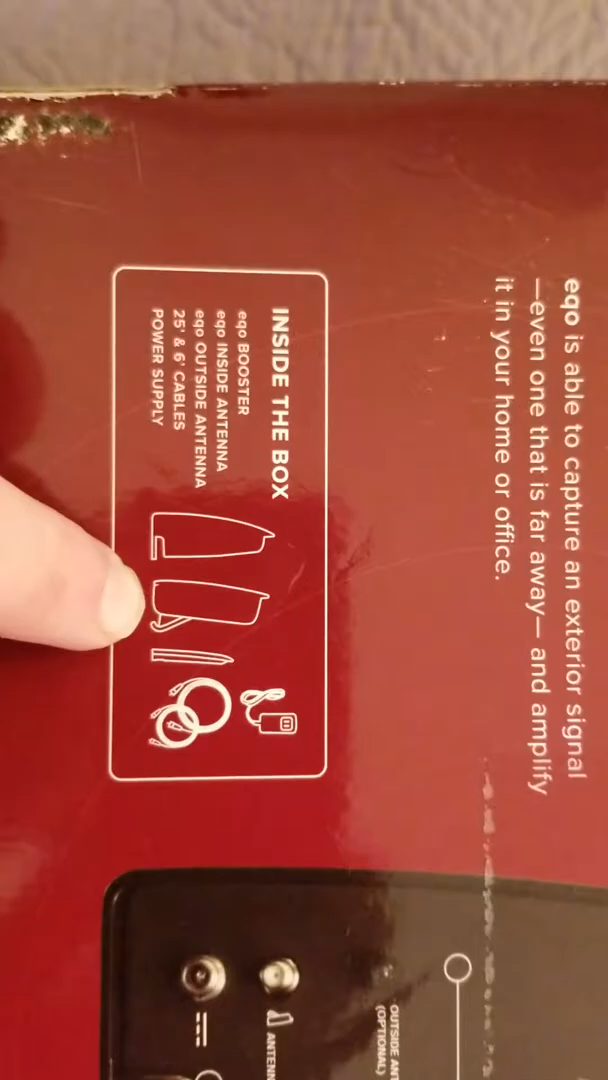 eqo is able to capture an exterior signal
—even one that is far away— and amplify
it in your home or office.
INSIDE THE BOX
eqo BOOSTER
eqo INSIDE ANTENNA
eqo OUTSIDE ANTENNA
25' & 6' CABLES
POWER SUPPLY
OUTSIDE
(OPTIONAL)